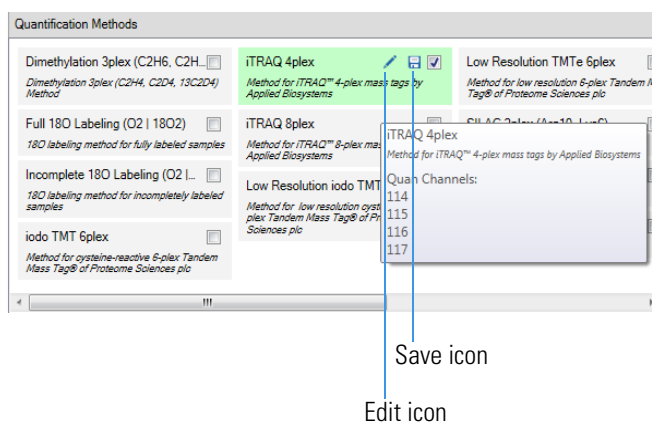 Quantification Methods
Dimethylation 3plex (C2H6, C2H...
Dimethylation 3plex (C2H4, C2D4, 13C2D4)
Method
Full 18O Labeling (O2 | 18O2)
18O labeling method for fully labeled samples
Incomplete 18O Labeling (O2 |...
18O labeling method for incompletely labeled
samples
iodo TMT 6plex
Method for cysteine-reactive 6-plex Tandem
Mass Tag® of Proteome Sciences plc
iTRAQ 4plex
Method for iTRAQ™ 4-plex mass tags by
Applied Biosystems
iTRAQ 8plex
Method for iTRAQ™ 8-plex mas
Applied Biosystems
Low Resolution iodo TMT
Method for low resolution cyst
plex Tandem Mass Tag® of Pr
Sciences plc
Low Resolution TMTe 6plex
Method for low resolution 6-plex Tandem M
Tag® of Proteome Sciences plc
iTRAQ 4plex
Method for iTRAQ™ 4-plex mass tags by Applied Biosystems
Quan Channels:
114
115
116
117
Save icon
Edit icon